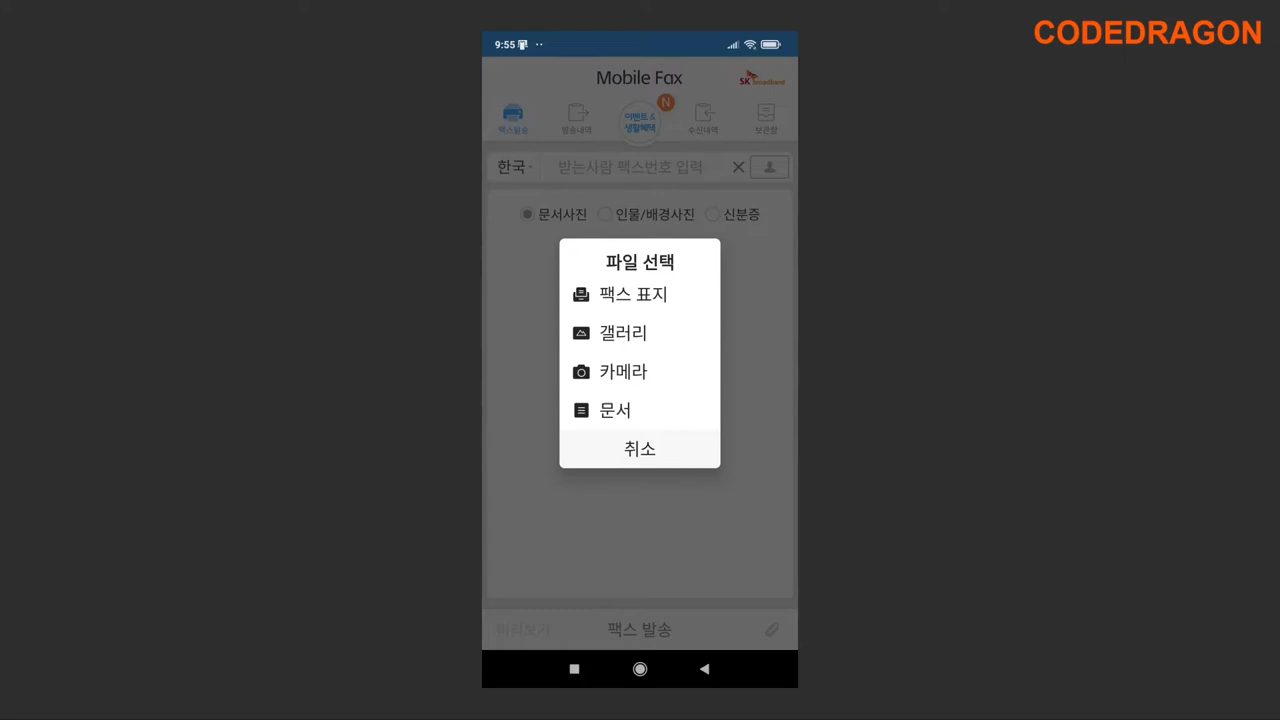 CODEDRAGON
9:55
Mobile Fax
SK broadband
팩스발송
발송내역
이벤트 &
생활혜택
N
수신내역
보관함
한국
받는사람 팩스번호 입력
문서사진
인물/배경사진
신분증
파일 선택
팩스 표지
갤러리
카메라
문서
취소
미리보기
팩스 발송